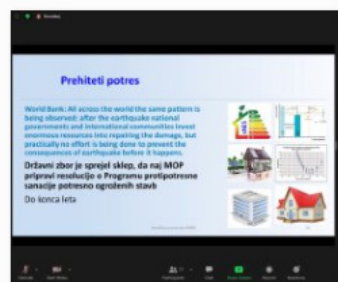 Prehiteti potres
World Bank: All across the world the same pattern is
being observed: after the earthquake national
governments and international communities invest
enormous resources into repairing the damage, but
practically no effort is being done to prevent the
consequences of earthquake before it happens.
Državni zbor je sprejel sklep, da naj MOP
pripravi resolucijo o Programu protipotresne
sanacije potresno ogroženih stavb
Do konca leta